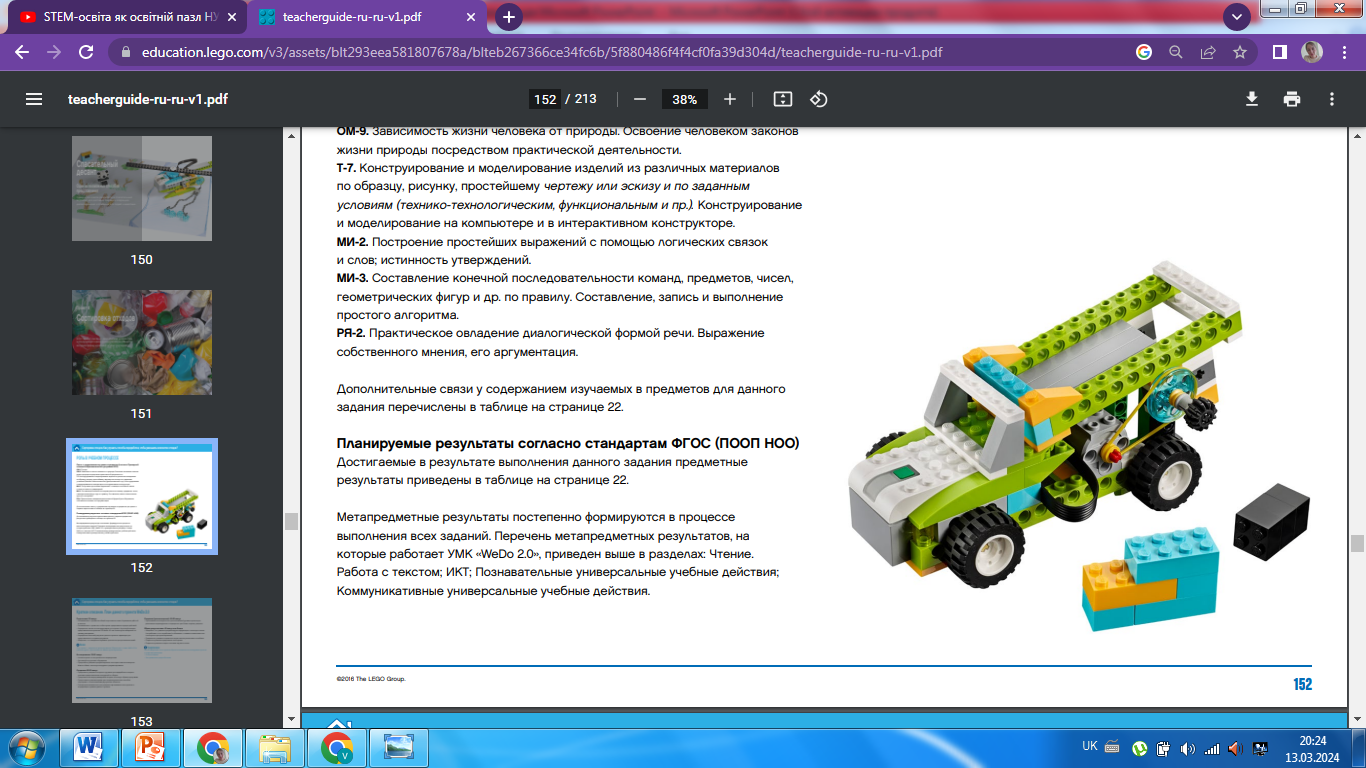 STEM-освіта як освітній пазл НУ
teacherguide-ru-ru-v1.pdf
education.lego.com/v3/assets/blt293eea581807678a/blteb267366ce34fc6b/5f880486f4f4cf0fa39d304d/teacherguide-ru-ru-v1.pdf
teacherguide-ru-ru-v1.pdf
152 / 213
38%
Спасательный десант
150
Сортировка отходов
151
152
153
ОМ-9. Зависимость жизни человека от природы. Освоение человеком законов
жизни природы посредством практической деятельности.
Т-7. Конструирование и моделирование изделий из различных материалов
по образцу, рисунку, простейшему чертежу или эскизу и по заданным
условиям (технико-технологическим, функциональным и пр.). Конструирование
и моделирование на компьютере и в интерактивном конструкторе.
МИ-2. Построение простейших выражений с помощью логических связок
и слов; истинность утверждений.
МИ-3. Составление конечной последовательности команд, предметов, чисел,
геометрических фигур и др. по правилу. Составление, запись и выполнение
простого алгоритма.
РЯ-2. Практическое овладение диалогической формой речи. Выражение
собственного мнения, его аргументация.
Дополнительные связи у содержанием изучаемых в предметов для данного
задания перечислены в таблице на странице 22.
Планируемые результаты согласно стандартам ФГОС (ПООП НОО)
Достигаемые в результате выполнения данного задания предметные
результаты приведены в таблице на странице 22.
Метапредметные результаты постепенно формируются в процессе
выполнения всех заданий. Перечень метапредметных результатов, на
которые работает УМК «WeDo 2.0», приведен выше в разделах: Чтение.
Работа с текстом; ИКТ; Познавательные универсальные учебные действия;
Коммуникативные универсальные учебные действия.
©2016 The LEGO Group.
152
UK
20:24
13.03.2024